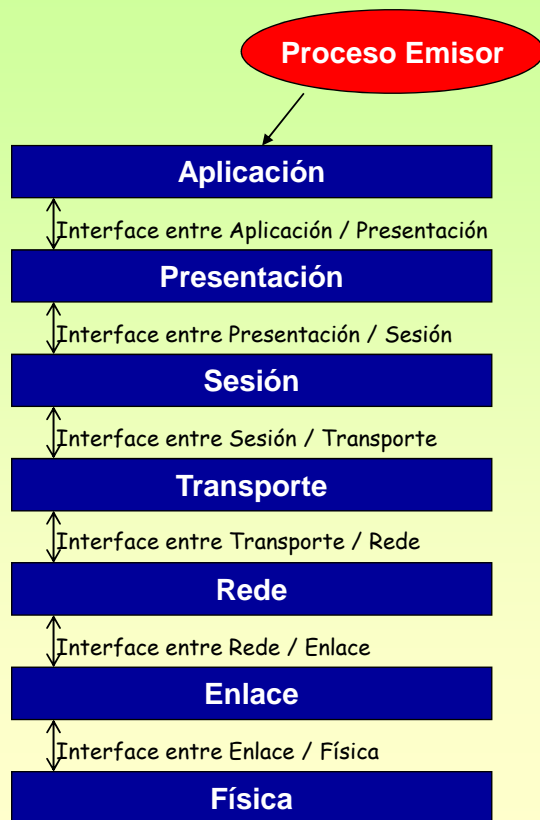 Proceso Emisor
Aplicación
Interface entre Aplicación / Presentación
Presentación
Interface entre Presentación / Sesión
Sesión
Interface entre Sesión / Transporte
Transporte
Interface entre Transporte / Rede
Rede
Interface entre Rede / Enlace
Enlace
Interface entre Enlace / Física
Física